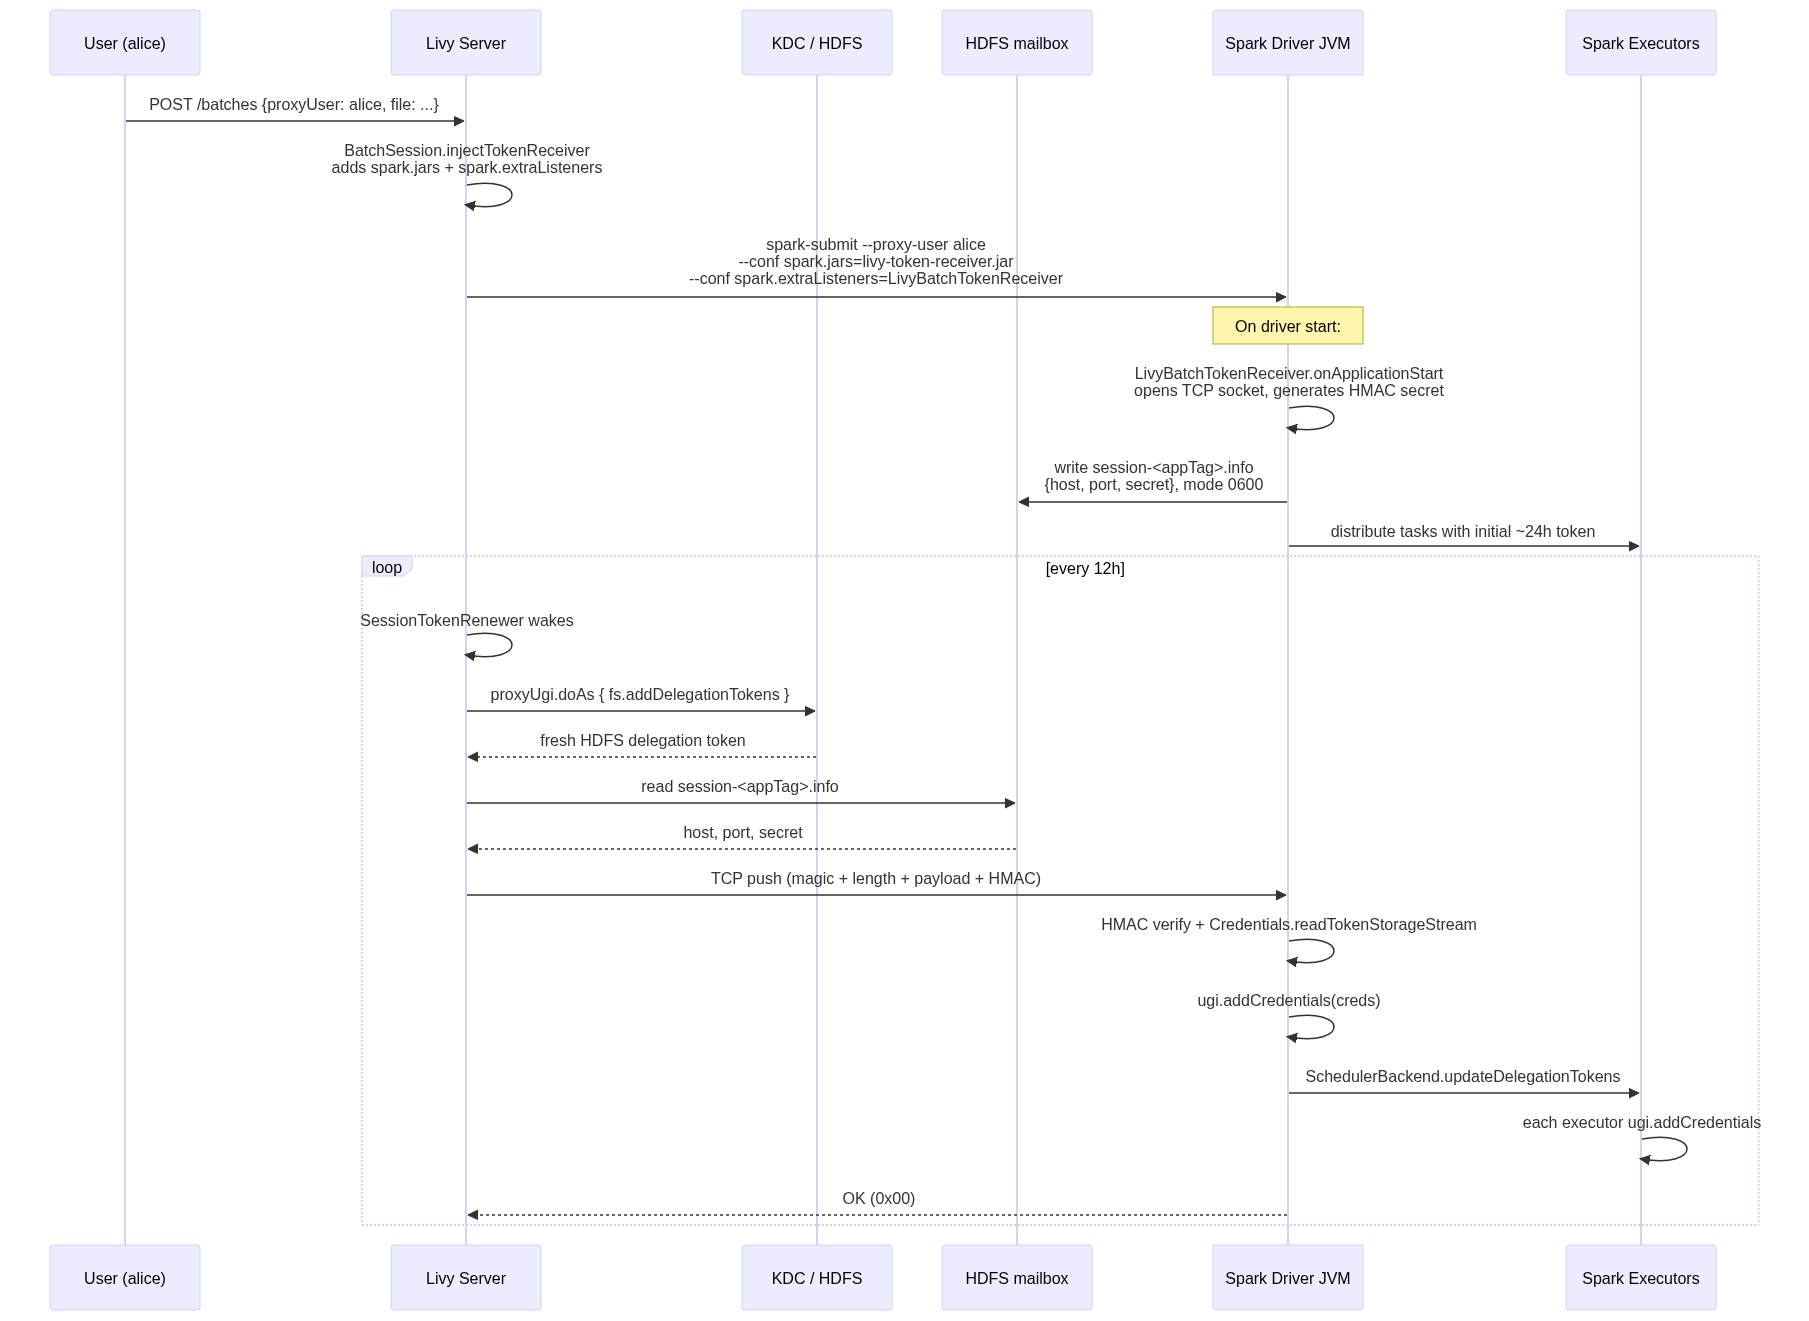 User (alice)
Livy Server
KDC / HDFS
HDFS mailbox
Spark Driver JVM
Spark Executors
POST /batches {proxyUser: alice, file: ...}
BatchSession.injectTokenReceiver
adds spark.jars + spark.extraListeners
spark-submit --proxy-user alice
--conf spark.jars=livy-token-receiver.jar
--conf spark.extraListeners=LivyBatchTokenReceiver
On driver start:
LivyBatchTokenReceiver.onApplicationStart
opens TCP socket, generates HMAC secret
write session-<appTag>.info
{host, port, secret}, mode 0600
distribute tasks with initial ~24h token
loop
[every 12h]
SessionTokenRenewer wakes
proxyUgi.doAs { fs.addDelegationTokens }
fresh HDFS delegation token
read session-<appTag>.info
host, port, secret
TCP push (magic + length + payload + HMAC)
HMAC verify + Credentials.readTokenStorageStream
ugi.addCredentials(creds)
SchedulerBackend.updateDelegationTokens
each executor ugi.addCredentials
OK (0x00)
User (alice)
Livy Server
KDC / HDFS
HDFS mailbox
Spark Driver JVM
Spark Executors